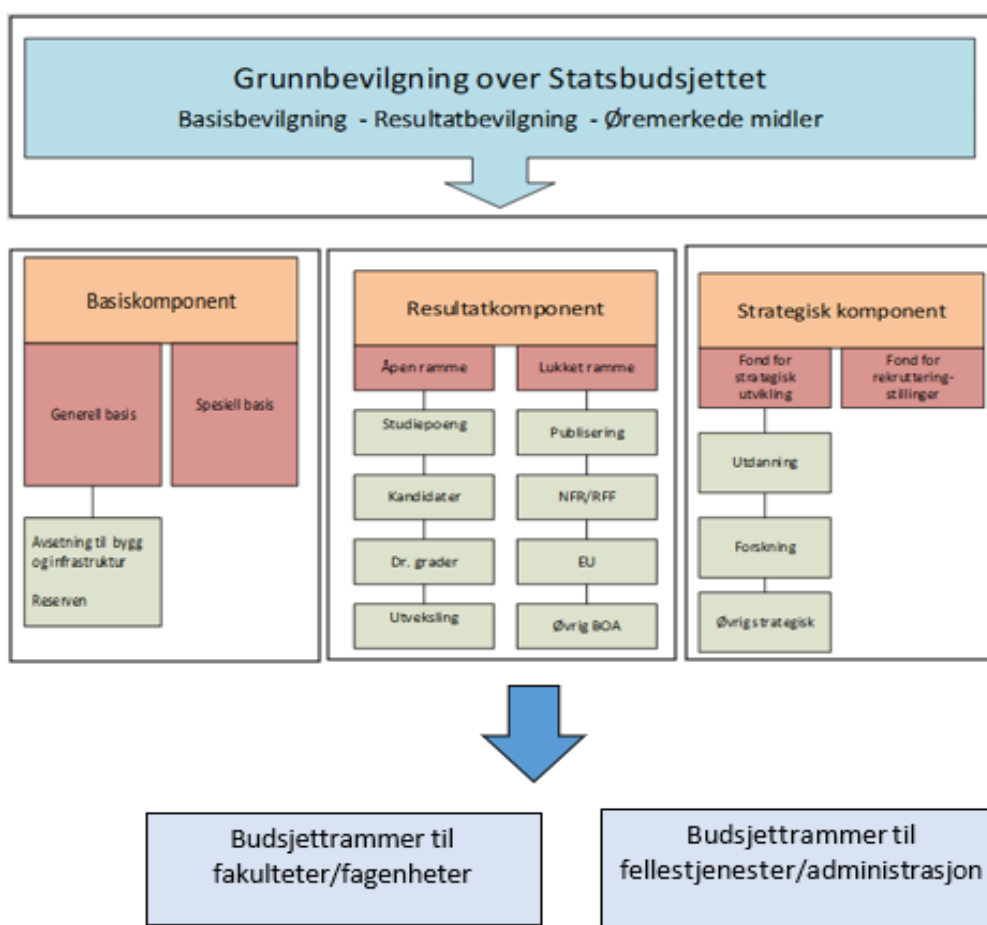 Grunnbevilgning over Statsbudsjettet
Basisbevilgning - Resultatbevilgning - Øremerkede midler
Basiskomponent
Generell basis
Spesiell basis
Avsetning til bygg
og infrastruktur
Reserven
Resultatkomponent
Åpen ramme
Lukket ramme
Studiepoeng
Publisering
Kandidater
NFR/RFF
Dr. grader
EU
Utveksling
Øvrig BOA
Strategisk komponent
Fond for
strategisk
utvikling
Fond for
rekruttering-
stillinger
Utdanning
Forskning
Øvrig strategisk
Budsjettrammer til
fakulteter/fagenheter
Budsjettrammer til
fellestjenester/administrasjon